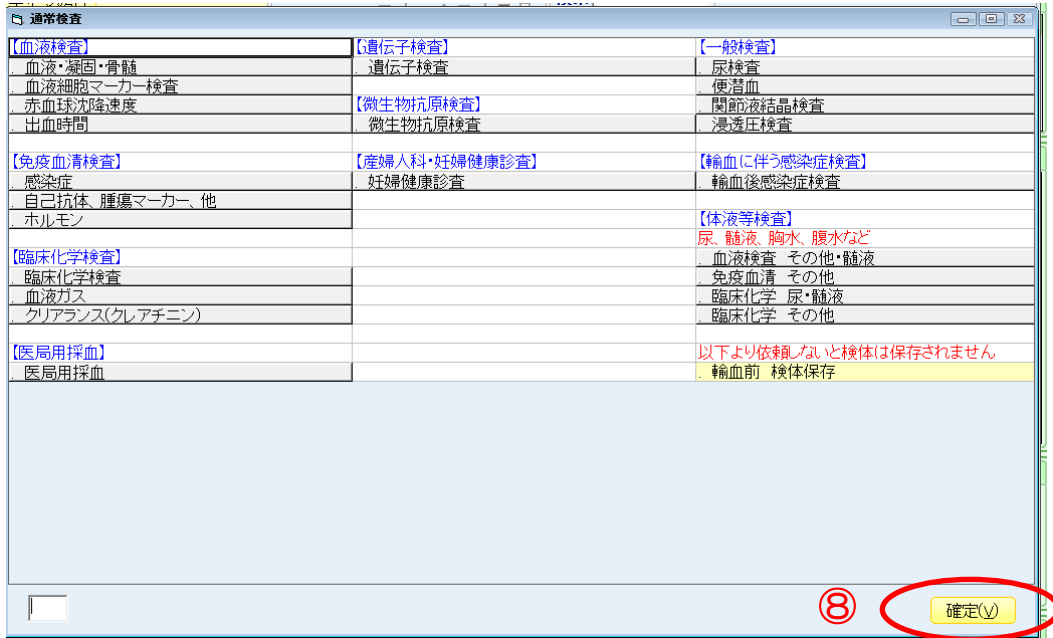 通常検査
【血液検査】
. 血液・凝固・骨髄
. 血液細胞マーカー検査
. 赤血球沈降速度
. 出血時間
【免疫血清検査】
. 感染症
. 自己抗体、腫瘍マーカー、他
. ホルモン
【臨床化学検査】
. 臨床化学検査
. 血液ガス
. クリアランス(クレアチニン)
【医局用採血】
. 医局用採血
【遺伝子検査】
. 遺伝子検査
【微生物抗原検査】
. 微生物抗原検査
【産婦人科・妊婦健康診査】
. 妊婦健康診査
【一般検査】
. 尿検査
. 便潜血
. 関節液結晶検査
. 浸透圧検査
【輸血に伴う感染症検査】
. 輸血後感染症検査
【体液等検査】
尿、髄液、胸水、腹水など
. 血液検査 その他・髄液
. 免疫血清 その他
. 臨床化学 尿・髄液
. 臨床化学 その他
以下より依頼しないと検体は保存されません
. 輸血前 検体保存
⑧
確定(V)